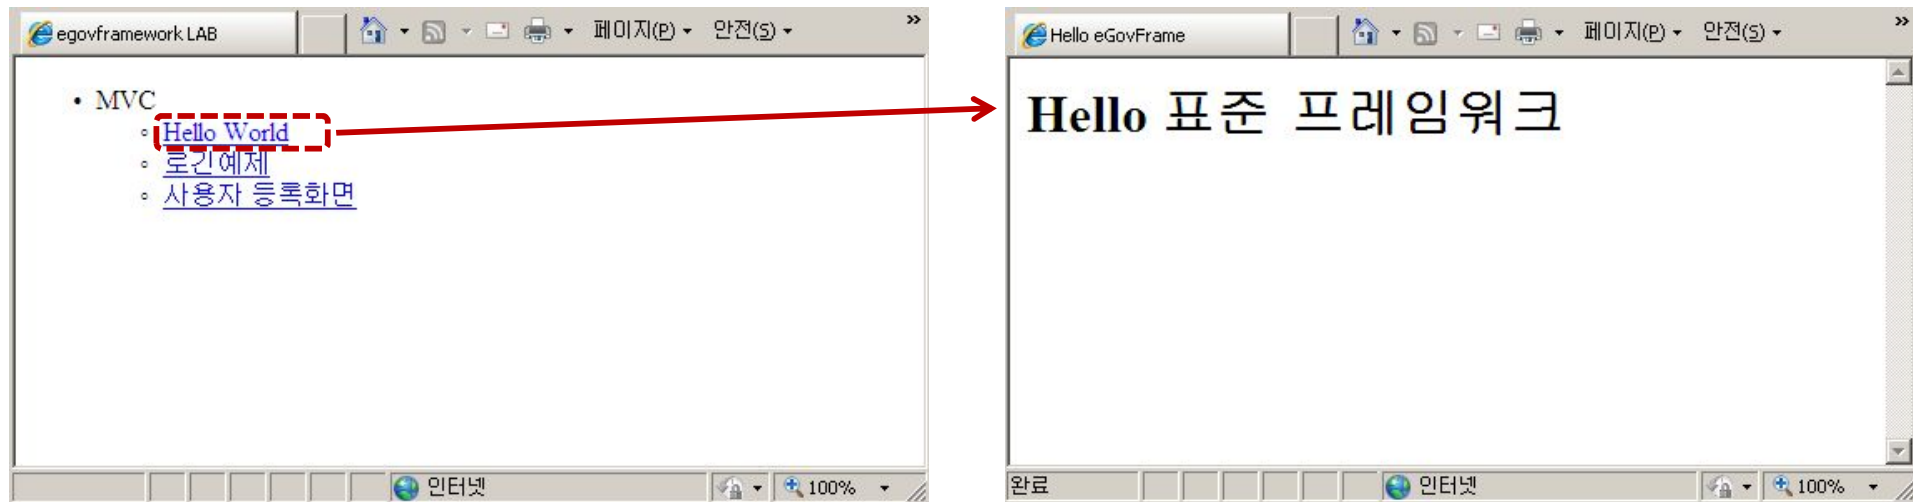 egovframework LAB
페이지(P)
안전(S)
»
• MVC
◦ Hello World
◦ 로긴예제
◦ 사용자 등록화면
인터넷
100%
Hello eGovFrame
페이지(P)
안전(S)
»
Hello 표준 프레임워크
완료
인터넷
100%